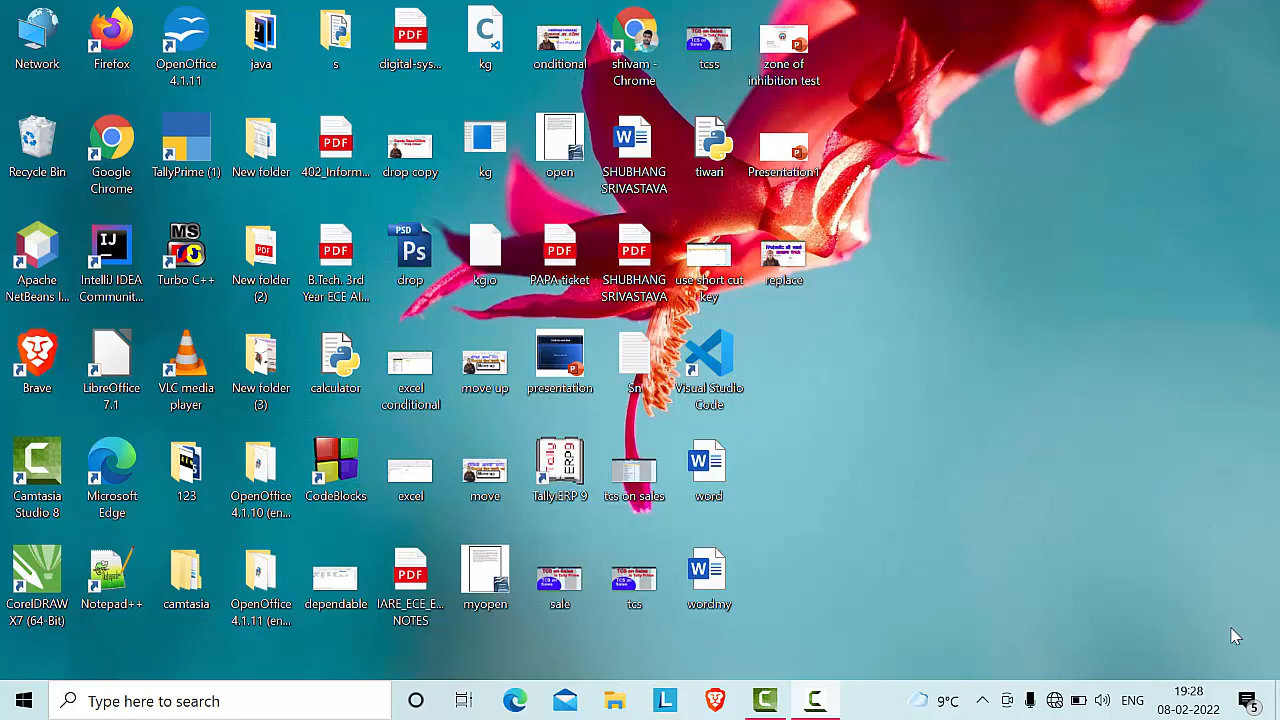 Network
Firefox
OpenOffice
4.1.11
java
s
digital-sys...
kg
onditional
shivam -
Chrome
tcss
zone of
inhibition test
Recycle Bin
Google
Chrome
TallyPrime (1)
New folder
402_Inform...
drop copy
kg
open
SHUBHANG
SRIVASTAVA
tiwari
Presentation1
Apache
NetBeans I...
IntelliJ IDEA
Communit...
Turbo C++
New folder
(2)
B.Tech. 3rd
Year ECE AI...
drop
kg.o
PAPA ticket
SHUBHANG
SRIVASTAVA
use short cut
key
replace
Brave
LibreOffice
7.1
VLC media
player
New folder
(3)
calculator
excel
conditional
move up
presentation
Sn
Visual Studio
Code
Camtasia
Studio 8
Microsoft
Edge
123
OpenOffice
4.1.10 (en...
CodeBlocks
excel
move
Tally.ERP 9
tcs on sales
word
CorelDRAW
X7 (64-Bit)
Notepad++
camtasia
OpenOffice
4.1.11 (en...
dependable
IARE_ECE_E...
NOTES
myopen
sale
tcs
wordmy
Type here to search
9°C
ENG
19:28
08-02-2022
5